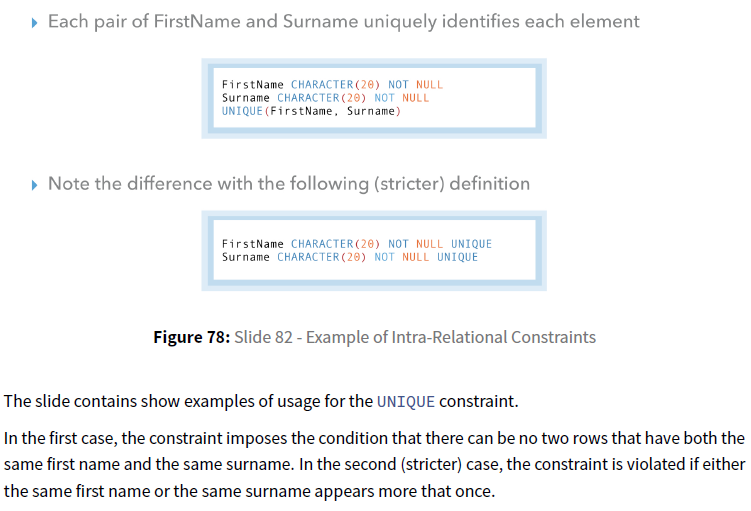 Each pair of FirstName and Surname uniquely identifies each element
FirstName CHARACTER(20) NOT NULL
Surname CHARACTER(20) NOT NULL
UNIQUE(FirstName, Surname)
Note the difference with the following (stricter) definition
FirstName CHARACTER(20) NOT NULL UNIQUE
Surname CHARACTER(20) NOT NULL UNIQUE
Figure 78: Slide 82 - Example of Intra-Relational Constraints
The slide contains show examples of usage for the UNIQUE constraint.
In the first case, the constraint imposes the condition that there can be no two rows that have both the
same first name and the same surname. In the second (stricter) case, the constraint is violated if either
the same first name or the same surname appears more that once.